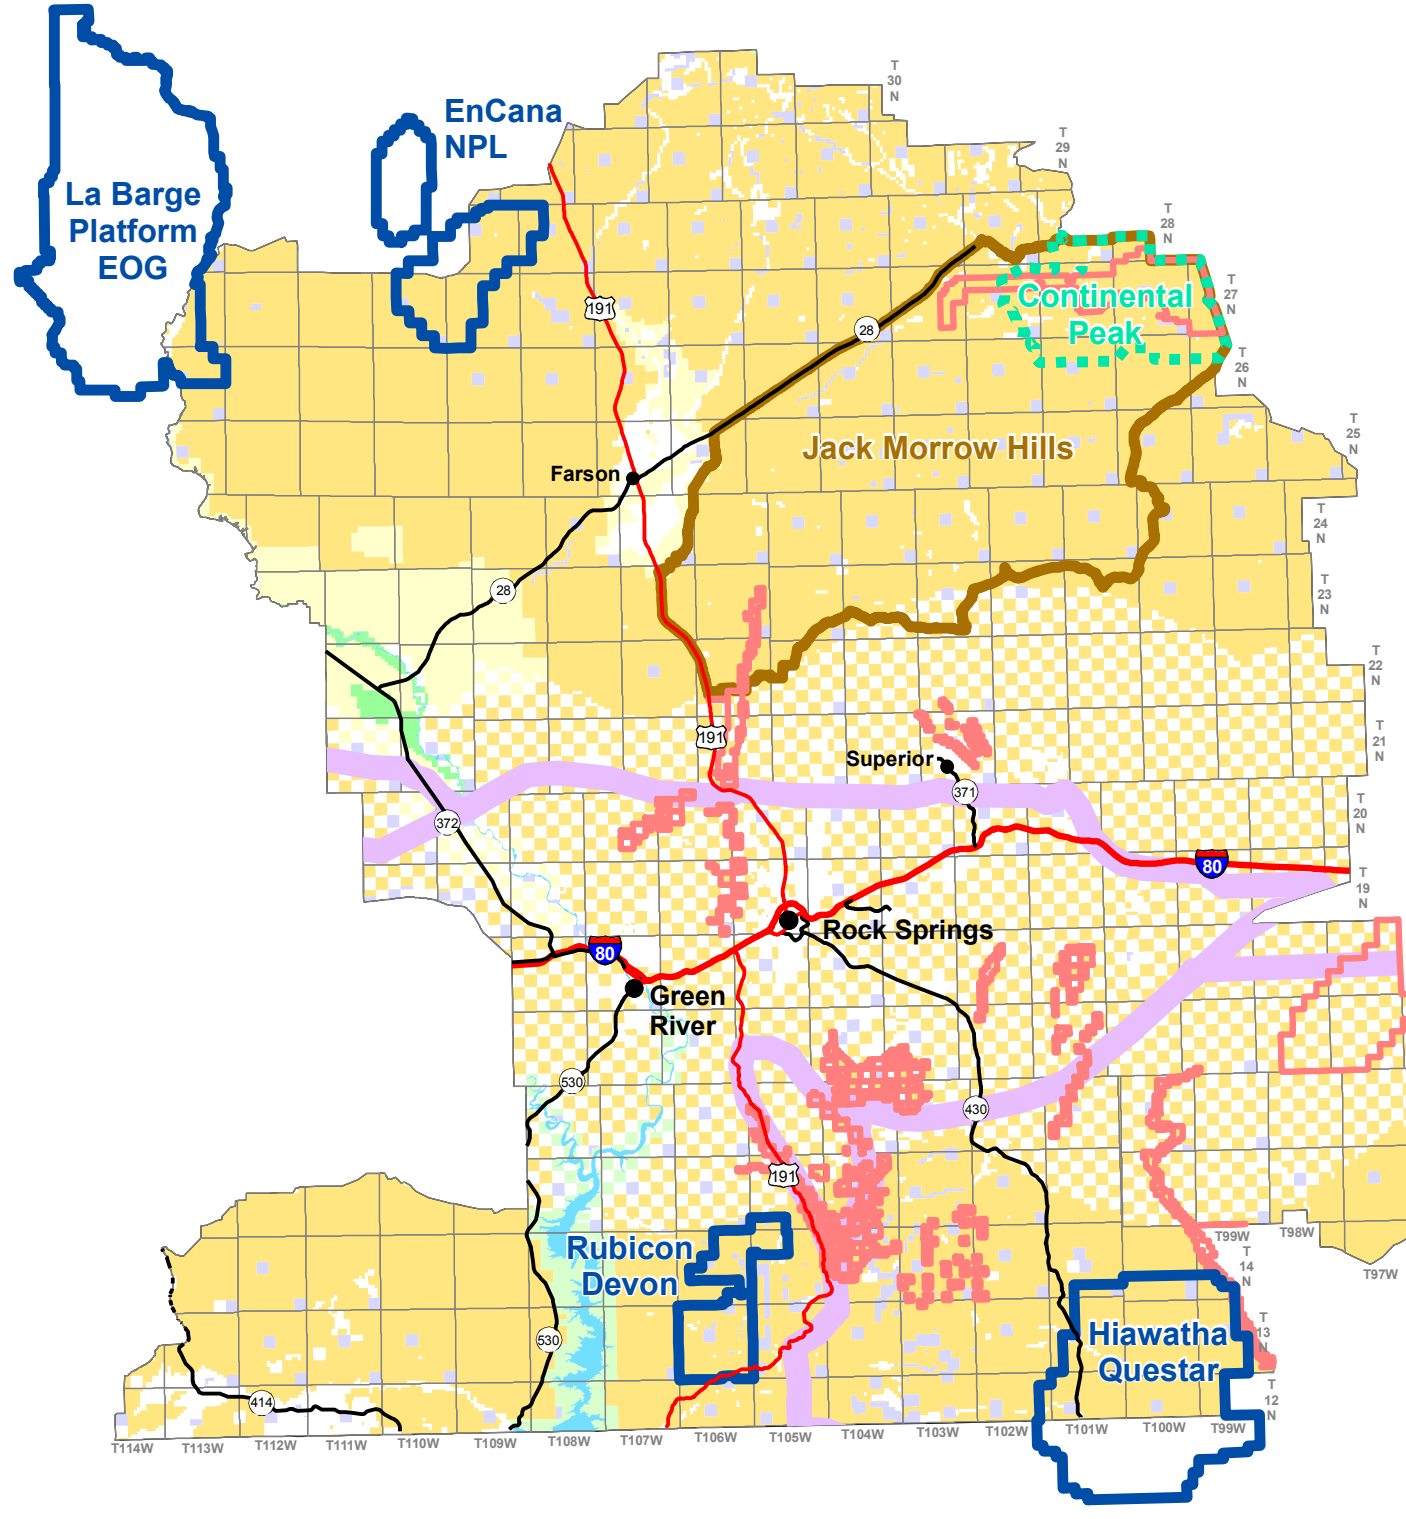 T
30
N
EnCana
NPL
T
29
N
La Barge
Platform
EOG
T
28
N
191
T
27
N
Continental
Peak
28
T
26
N
T
25
N
Jack Morrow Hills
Farson
T
24
N
28
T
23
N
T
22
N
191
T
21
N
Superior
371
T
20
N
372
80
T
19
N
Rock Springs
80
Green
River
530
430
191
T99W
T98W
T97W
Rubicon
Devon
T
14
N
T
13
N
Hiawatha
Questar
530
T
12
N
414
T114W
T113W
T112W
T111W
T110W
T109W
T108W
T107W
T106W
T105W
T104W
T103W
T102W
T101W
T100W
T99W